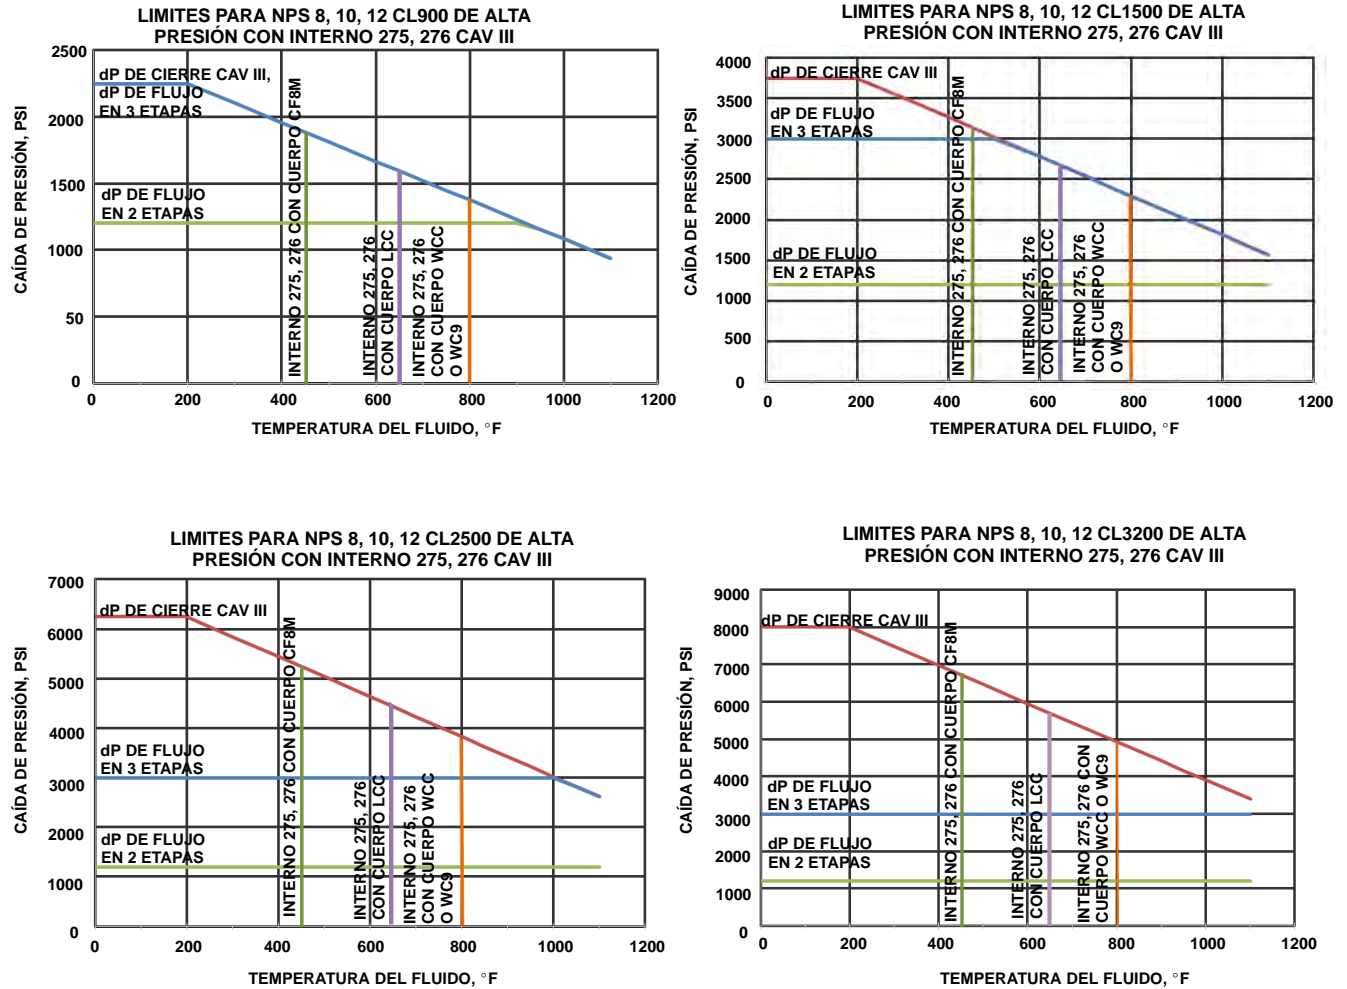 LIMITES PARA NPS 8, 10, 12 CL900 DE ALTA
PRESIÓN CON INTERNO 275, 276 CAV III
CAÍDA DE PRESIÓN, PSI
2500
2000
1500
1000
50
0
dP DE CIERRE CAV III,
dP DE FLUJO
EN 3 ETAPAS
dP DE FLUJO
EN 2 ETAPAS
INTERNO 275, 276 CON CUERPO CF8M
INTERNO 275, 276
CON CUERPO LCC
INTERNO 275, 276
CON CUERPO WCC
O WC9
0 200 400 600 800 1000 1200
TEMPERATURA DEL FLUIDO, °F
LIMITES PARA NPS 8, 10, 12 CL1500 DE ALTA
PRESIÓN CON INTERNO 275, 276 CAV III
CAÍDA DE PRESIÓN, PSI
4000
3500
3000
2500
2000
1500
1000
500
0
dP DE CIERRE CAV III
dP DE FLUJO
EN 3 ETAPAS
dP DE FLUJO
EN 2 ETAPAS
INTERNO 275, 276 CON CUERPO CF8M
INTERNO 275, 276
CON CUERPO LCC
INTERNO 275, 276
CON CUERPO WCC
O WC9
0 200 400 600 800 1000 1200
TEMPERATURA DEL FLUIDO, °F
LIMITES PARA NPS 8, 10, 12 CL2500 DE ALTA
PRESIÓN CON INTERNO 275, 276 CAV III
CAÍDA DE PRESIÓN, PSI
7000
6000
5000
4000
3000
2000
1000
0
dP DE CIERRE CAV III
dP DE FLUJO
EN 3 ETAPAS
dP DE FLUJO
EN 2 ETAPAS
INTERNO 275, 276 CON CUERPO CF8M
INTERNO 275, 276
CON CUERPO LCC
INTERNO 275, 276
CON CUERPO WCC
O WC9
0 200 400 600 800 1000 1200
TEMPERATURA DEL FLUIDO, °F
LIMITES PARA NPS 8, 10, 12 CL3200 DE ALTA
PRESIÓN CON INTERNO 275, 276 CAV III
CAÍDA DE PRESIÓN, PSI
9000
8000
7000
6000
5000
4000
3000
2000
1000
0
dP DE CIERRE CAV III
dP DE FLUJO
EN 3 ETAPAS
dP DE FLUJO
EN 2 ETAPAS
INTERNO 275, 276 CON CUERPO CF8M
INTERNO 275, 276
CON CUERPO LCC
INTERNO 275, 276 CON
CUERPO WCC O WC9
0 200 400 600 800 1000 1200
TEMPERATURA DEL FLUIDO, °F